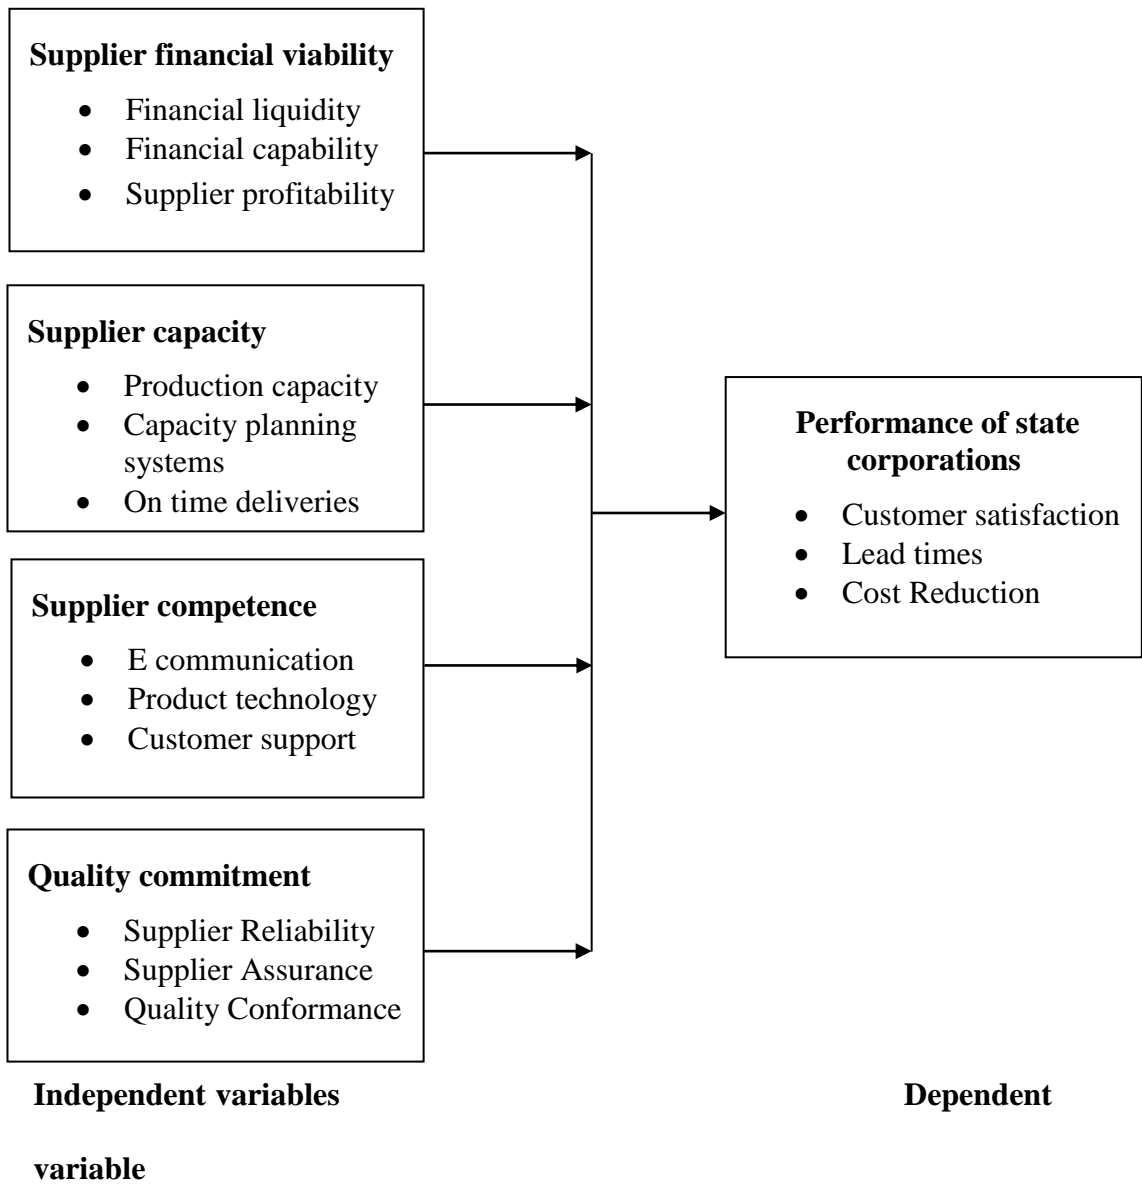 Supplier financial viability
• Financial liquidity
• Financial capability
• Supplier profitability
Supplier capacity
• Production capacity
• Capacity planning
systems
• On time deliveries
Supplier competence
• E communication
• Product technology
• Customer support
Quality commitment
• Supplier Reliability
• Supplier Assurance
• Quality Conformance
Performance of state
corporations
• Customer satisfaction
• Lead times
• Cost Reduction
Independent variables Dependent
variable